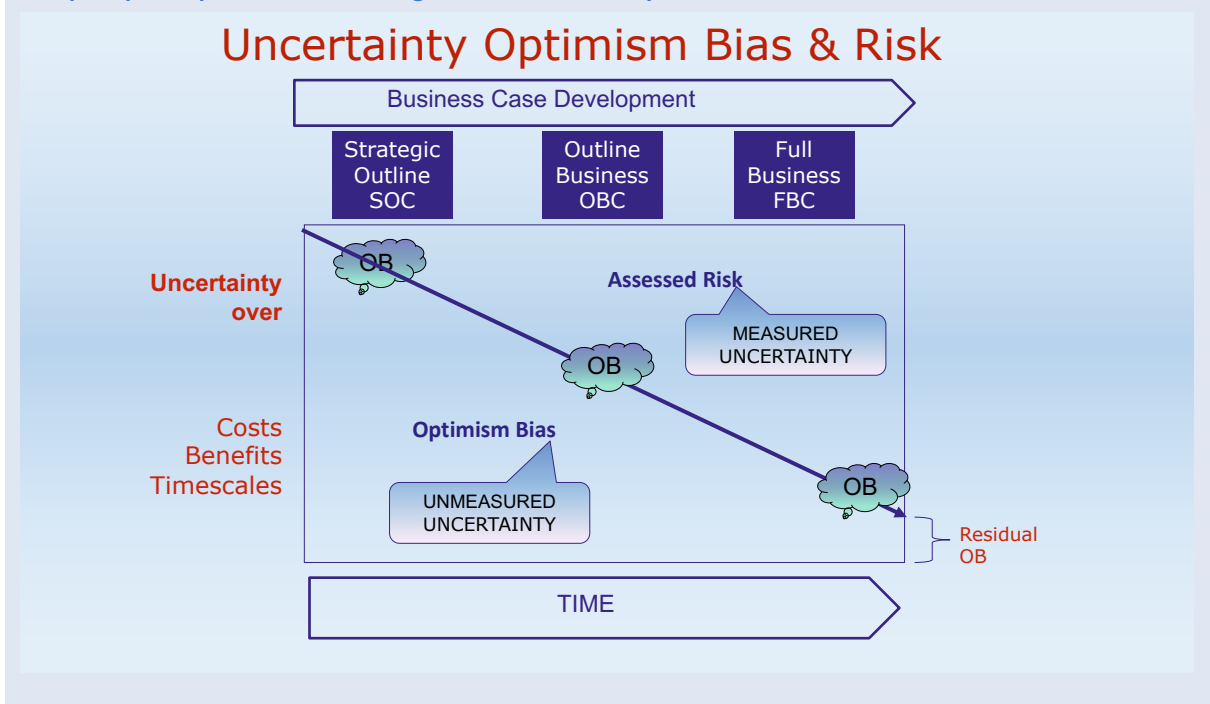 Uncertainty Optimism Bias & Risk
Business Case Development
Strategic
Outline
SOC
Outline
Business
OBC
Full
Business
FBC
OB
Uncertainty
over
Assessed Risk
MEASURED
UNCERTAINTY
OB
Costs
Benefits
Timescales
Optimism Bias
UNMEASURED
UNCERTAINTY
OB
Residual
OB
TIME